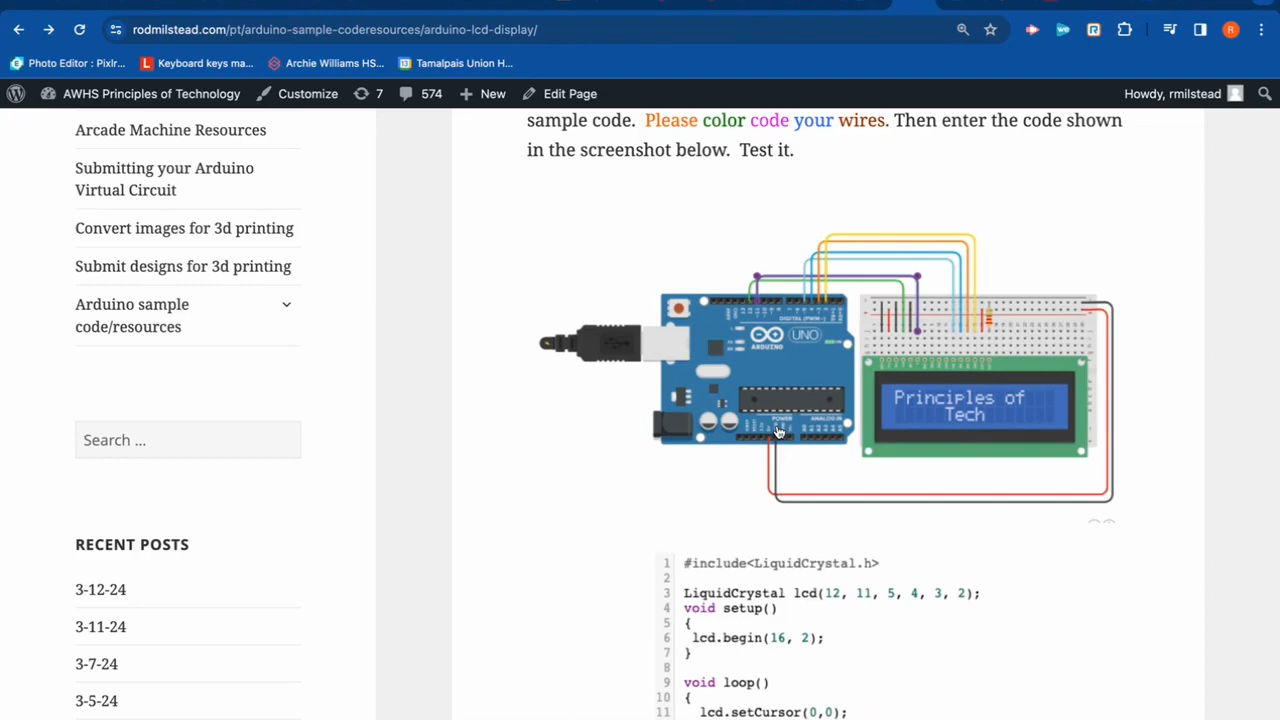 rodmilstead.com/pt/arduino-sample-coderesources/arduino-lcd-display/
Photo Editor : Pixlr... Keyboard keys ma... Archie Williams HS... Tamalpais Union H...
AWHS Principles of Technology Customize 7 574 New Edit Page Howdy, rmilstead
Arcade Machine Resources
Submitting your Arduino
Virtual Circuit
Convert images for 3d printing
Submit designs for 3d printing
Arduino sample
code/resources
Search ...
RECENT POSTS
3-12-24
3-11-24
3-7-24
3-5-24
sample code. Please color code your wires. Then enter the code shown
in the screenshot below. Test it.
DIGITAL (PWM~)
ARDUINO
UNO
POWER ANALOG IN
Principles of
Tech
1 #include<LiquidCrystal.h>
2
3 LiquidCrystal lcd(12, 11, 5, 4, 3, 2);
4 void setup()
5 {
6 lcd.begin(16, 2);
7 }
8
9 void loop()
10 {
11 lcd.setCursor(0,0);